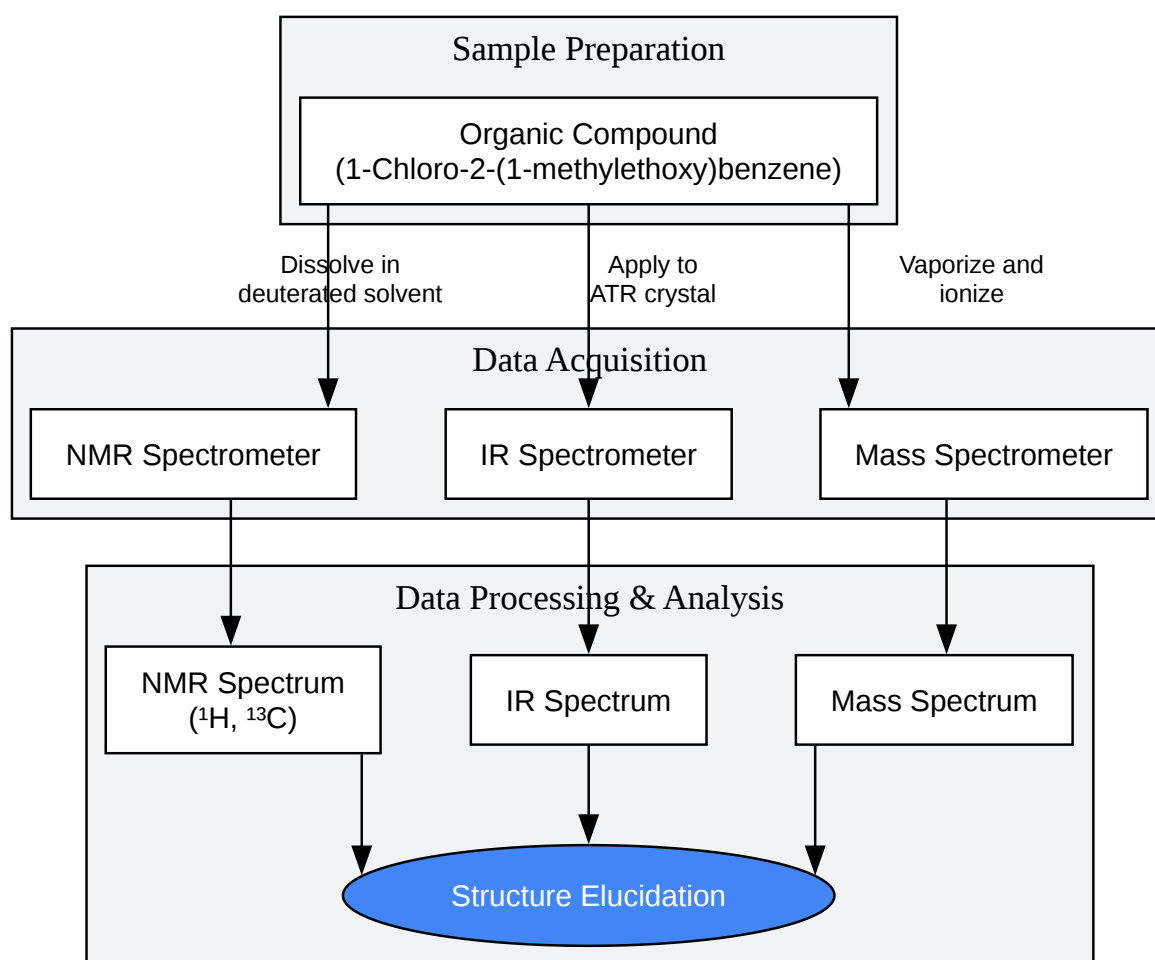 Sample Preparation
Organic Compound
(1-Chloro-2-(1-methylethoxy)benzene)
Dissolve in
deuterated solvent
Apply to
ATR crystal
Vaporize and
ionize
Data Acquisition
NMR Spectrometer
IR Spectrometer
Mass Spectrometer
Data Processing & Analysis
NMR Spectrum
(¹H, ¹³C)
IR Spectrum
Mass Spectrum
Structure Elucidation